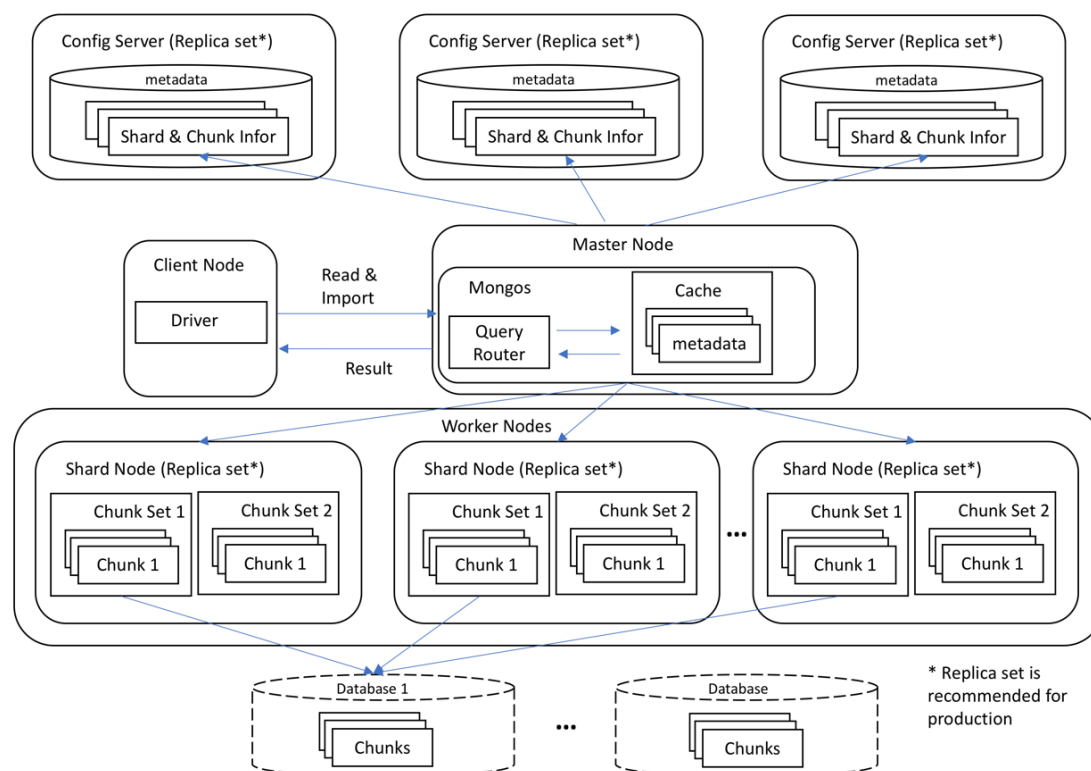 Config Server (Replica set*)
metadata
Shard & Chunk Infor
Config Server (Replica set*)
metadata
Shard & Chunk Infor
Config Server (Replica set*)
metadata
Shard & Chunk Infor
Client Node
Driver
Read &
Import
Result
Master Node
Mongos
Query
Router
Cache
metadata
Worker Nodes
Shard Node (Replica set*)
Chunk Set 1
Chunk 1
Chunk Set 2
Chunk 1
Shard Node (Replica set*)
Chunk Set 1
Chunk 1
Chunk Set 2
Chunk 1
...
Shard Node (Replica set*)
Chunk Set 1
Chunk 1
Chunk Set 2
Chunk 1
Database 1
Chunks
...
Database
Chunks
* Replica set is
recommended for
production